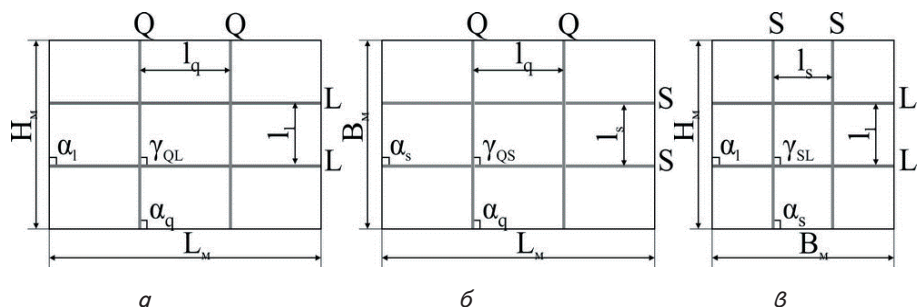 Q Q Q Q S S
l_q l_q l_s
H_м L B_м S H_м L
l_l l_s l_l
α_l γ_QL L α_s γ_QS S α_l γ_SL L
α_q α_q α_s
L_м L_м B_м
а б в